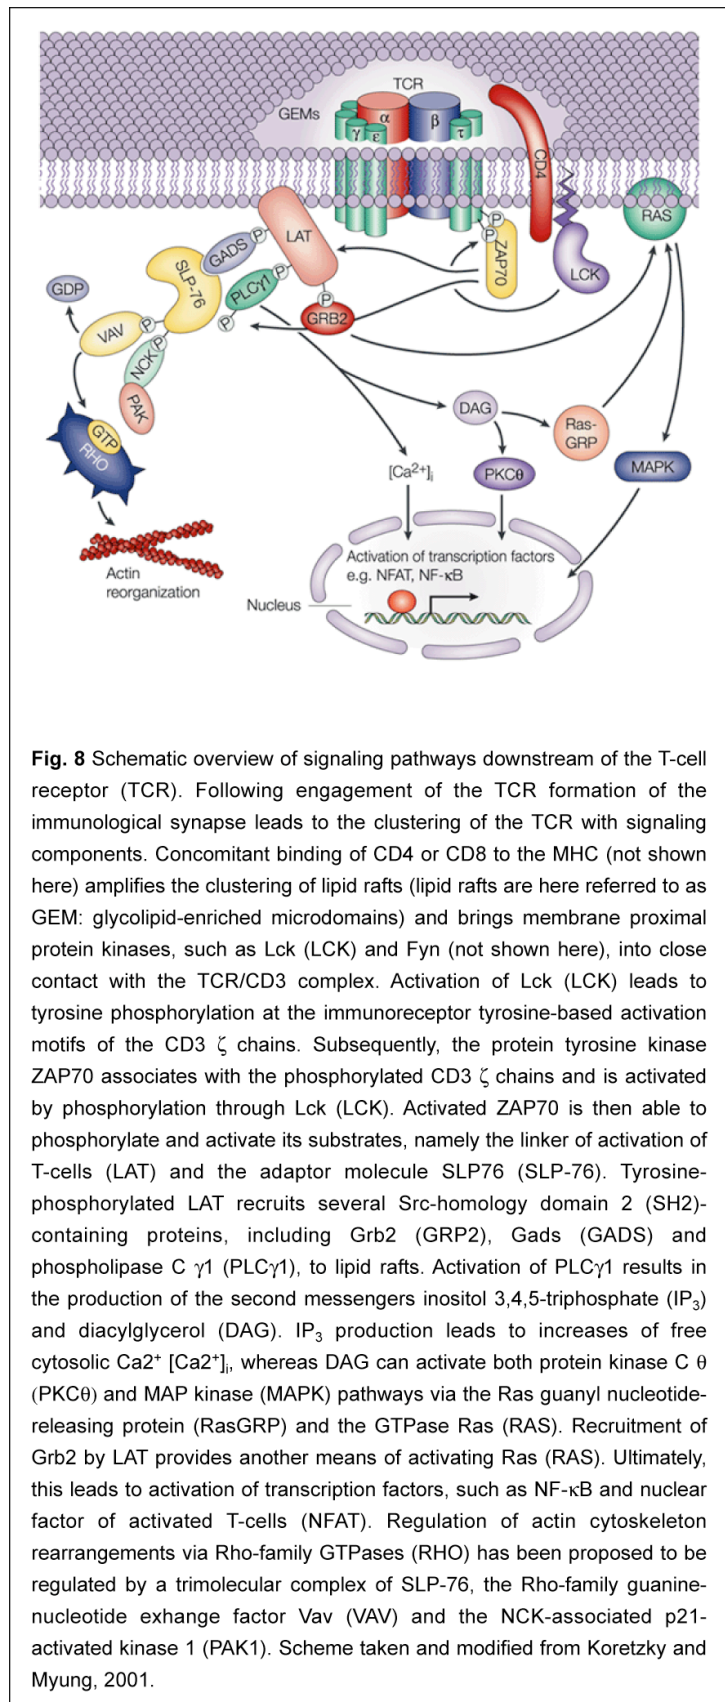 TCR
GEMs
α
β
γ
ε
τ
CD4
P
P
ZAP70
LCK
RAS
LAT
P
GADS
SLP-76
P
PLCγ1
P
P
GRB2
GDP
VAV
P
P
NCK
PAK
GTP
RHO
DAG
Ras-
GRP
[Ca²⁺]ᵢ
PKCθ
MAPK
Actin
reorganization
Activation of transcription factors
e.g. NFAT, NF-κB
Nucleus
Fig. 8 Schematic overview of signaling pathways downstream of the T-cell
receptor (TCR). Following engagement of the TCR formation of the
immunological synapse leads to the clustering of the TCR with signaling
components. Concomitant binding of CD4 or CD8 to the MHC (not shown
here) amplifies the clustering of lipid rafts (lipid rafts are here referred to as
GEM: glycolipid-enriched microdomains) and brings membrane proximal
protein kinases, such as Lck (LCK) and Fyn (not shown here), into close
contact with the TCR/CD3 complex. Activation of Lck (LCK) leads to
tyrosine phosphorylation at the immunoreceptor tyrosine-based activation
motifs of the CD3 ζ chains. Subsequently, the protein tyrosine kinase
ZAP70 associates with the phosphorylated CD3 ζ chains and is activated
by phosphorylation through Lck (LCK). Activated ZAP70 is then able to
phosphorylate and activate its substrates, namely the linker of activation of
T-cells (LAT) and the adaptor molecule SLP76 (SLP-76). Tyrosine-
phosphorylated LAT recruits several Src-homology domain 2 (SH2)-
containing proteins, including Grb2 (GRP2), Gads (GADS) and
phospholipase C γ1 (PLCγ1), to lipid rafts. Activation of PLCγ1 results in
the production of the second messengers inositol 3,4,5-triphosphate (IP₃)
and diacylglycerol (DAG). IP₃ production leads to increases of free
cytosolic Ca2⁺ [Ca2⁺]ᵢ, whereas DAG can activate both protein kinase C θ
(PKCθ) and MAP kinase (MAPK) pathways via the Ras guanyl nucleotide-
releasing protein (RasGRP) and the GTPase Ras (RAS). Recruitment of
Grb2 by LAT provides another means of activating Ras (RAS). Ultimately,
this leads to activation of transcription factors, such as NF-κB and nuclear
factor of activated T-cells (NFAT). Regulation of actin cytoskeleton
rearrangements via Rho-family GTPases (RHO) has been proposed to be
regulated by a trimolecular complex of SLP-76, the Rho-family guanine-
nucleotide exhange factor Vav (VAV) and the NCK-associated p21-
activated kinase 1 (PAK1). Scheme taken and modified from Koretzky and
Myung, 2001.